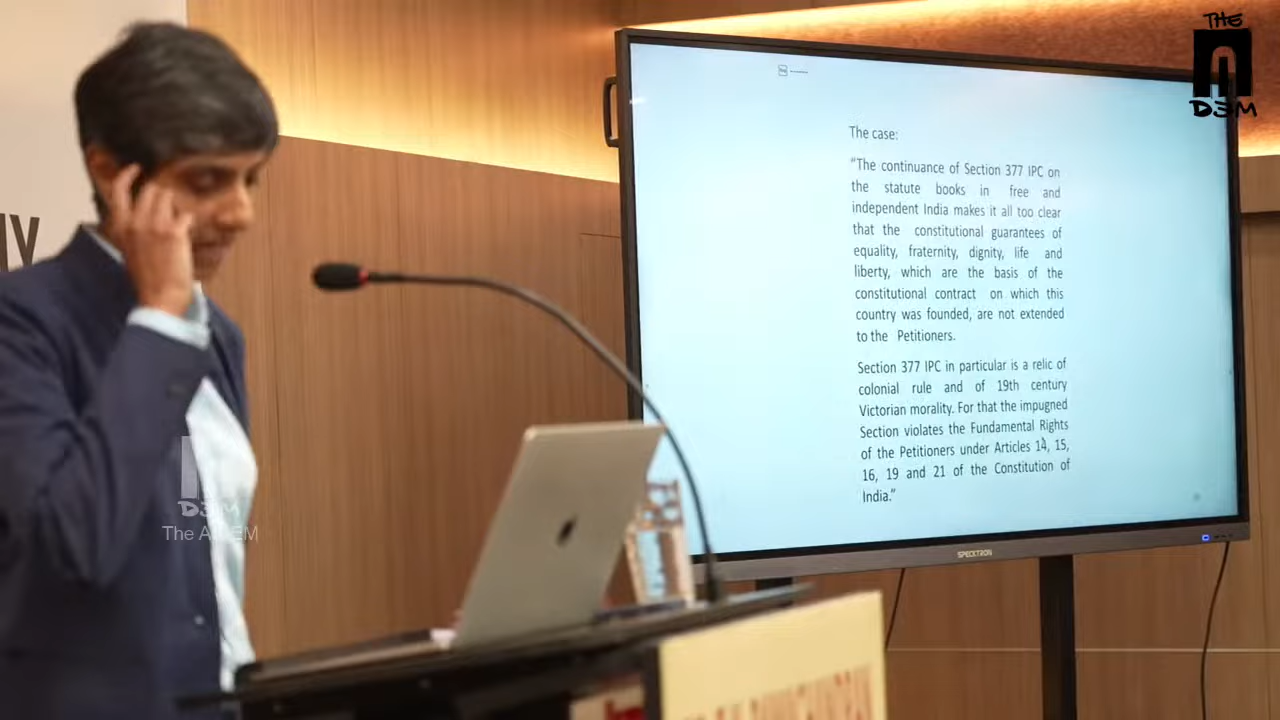 THE
D3M
The case:
“The continuance of Section 377 IPC on
the statute books in free and
independent India makes it all too clear
that the constitutional guarantees of
equality, fraternity, dignity, life and
liberty, which are the basis of the
constitutional contract on which this
country was founded, are not extended
to the Petitioners.
Section 377 IPC in particular is a relic of
colonial rule and of 19th century
Victorian morality. For that the impugned
Section violates the Fundamental Rights
of the Petitioners under Articles 14, 15,
16, 19 and 21 of the Constitution of
India.”
SPECKTRON
D3M